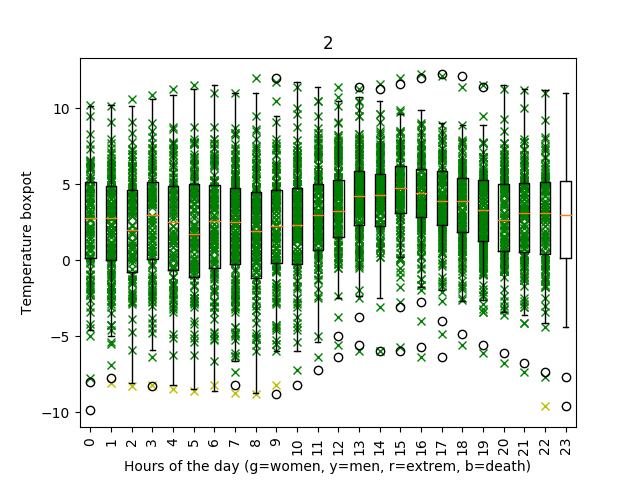 2
Temperature boxpot
10
5
0
−5
−10
0 1 2 3 4 5 6 7 8 9 10 11 12 13 14 15 16 17 18 19 20 21 22 23
Hours of the day (g=women, y=men, r=extrem, b=death)